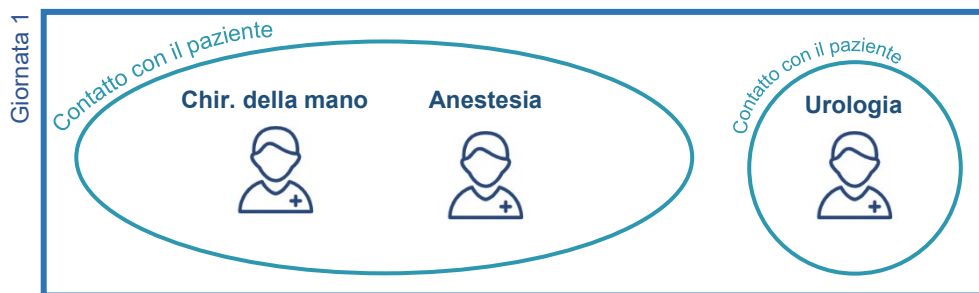 Giornata 1
Contatto con il paziente
Chir. della mano
Anestesia
Contatto con il paziente
Urologia